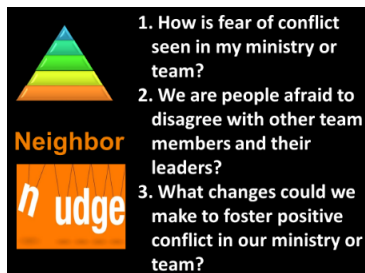 1. How is fear of conflict
seen in my ministry or
team?
2. We are people afraid to
disagree with other team
members and their
leaders?
3. What changes could we
make to foster positive
conflict in our ministry or
team?
Neighbor
nudge